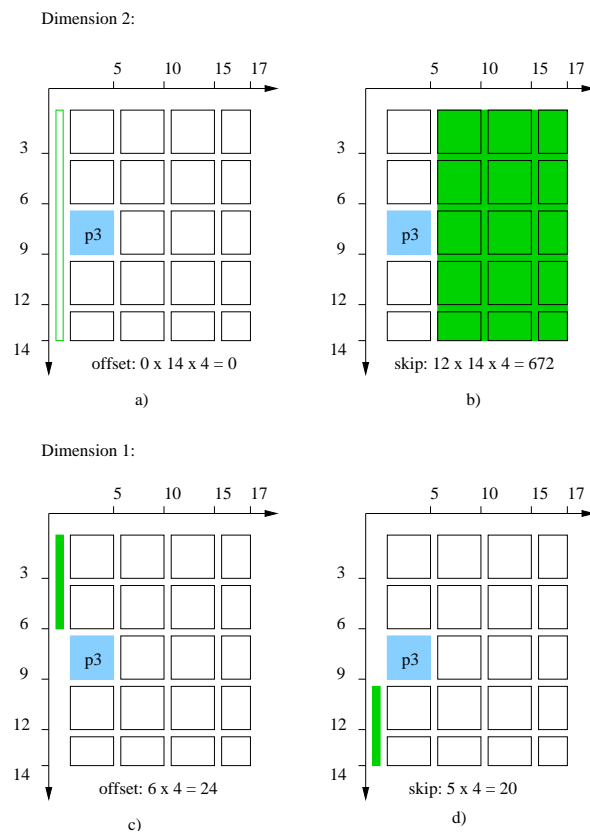 Dimension 2:
5 10 15 17
5 10 15 17
3
6
9
12
14
p3
3
6
9
12
14
p3
offset: 0 x 14 x 4 = 0
skip: 12 x 14 x 4 = 672
a)
b)
Dimension 1:
5 10 15 17
5 10 15 17
3
6
9
12
14
p3
3
6
9
12
14
p3
offset: 6 x 4 = 24
skip: 5 x 4 = 20
c)
d)